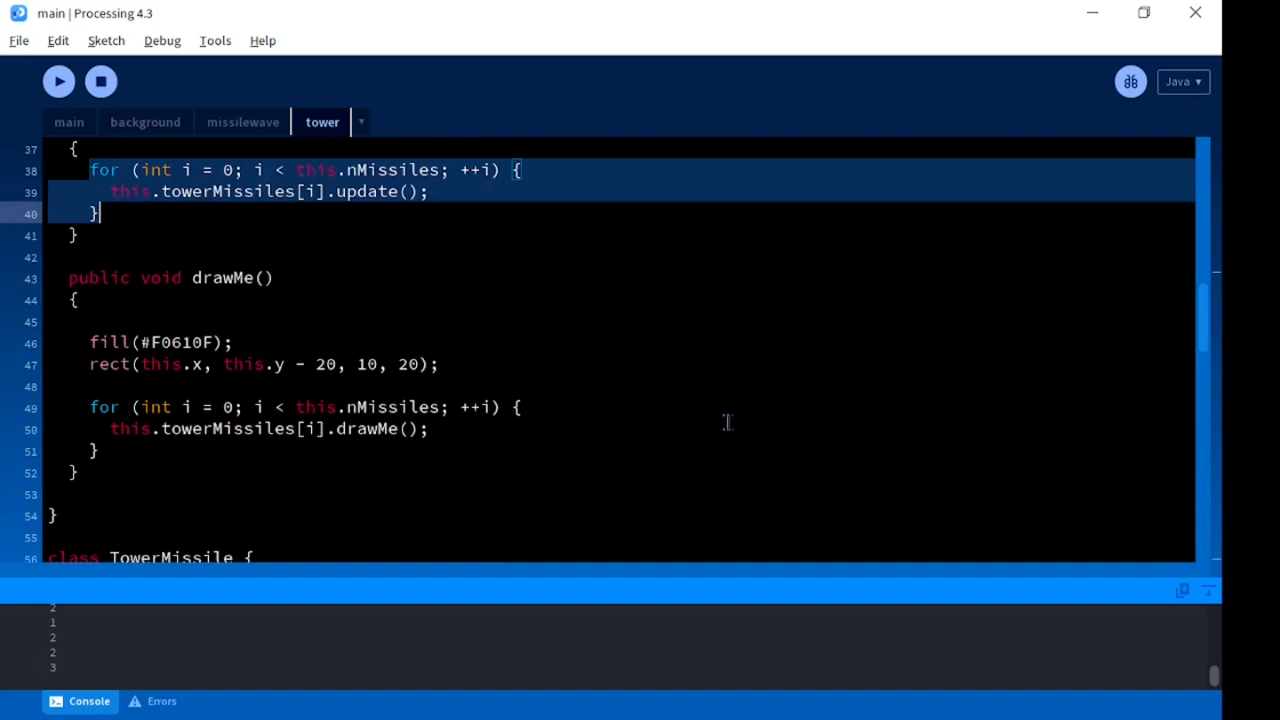 main | Processing 4.3
File Edit Sketch Debug Tools Help
Java ▾
main background missilewave tower ▾
37 {
38 for (int i = 0; i < this.nMissiles; ++i) {
39 this.towerMissiles[i].update();
40 }
41 }
42
43 public void drawMe()
44 {
45
46 fill(#F0610F);
47 rect(this.x, this.y - 20, 10, 20);
48
49 for (int i = 0; i < this.nMissiles; ++i) {
50 this.towerMissiles[i].drawMe();
51 }
52 }
53
54 }
55
56 class TowerMissile {
2
1
2
2
3
Console Errors